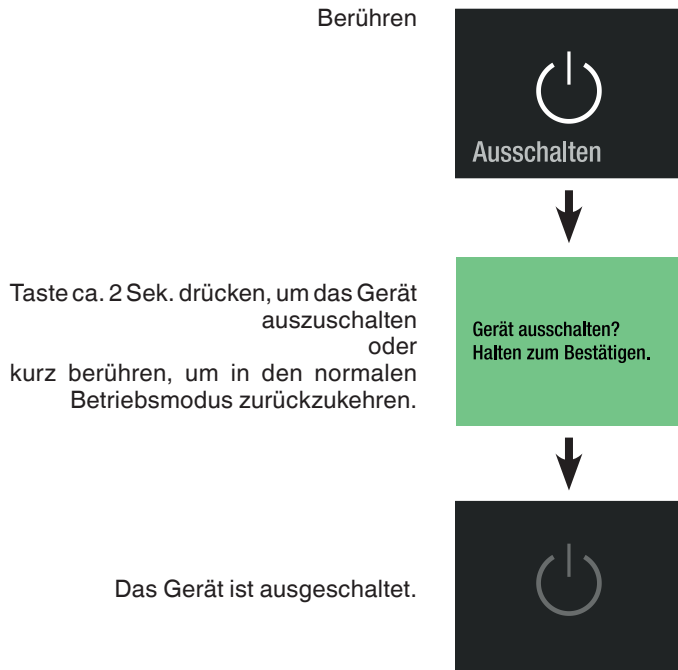 Berühren
Ausschalten
Taste ca. 2 Sek. drücken, um das Gerät
auszuschalten
oder
kurz berühren, um in den normalen
Betriebsmodus zurückzukehren.
Gerät ausschalten?
Halten zum Bestätigen.
Das Gerät ist ausgeschaltet.